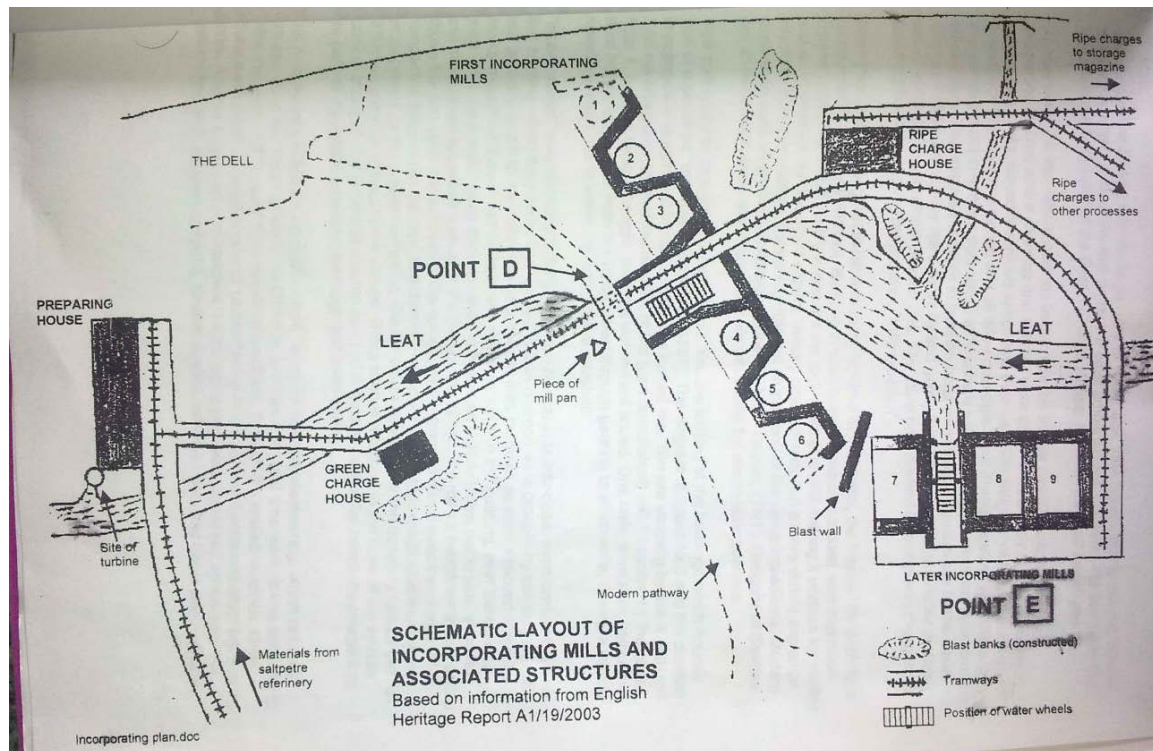 Ripe charges
to storage
magazine
FIRST INCORPORATING
MILLS
1
THE DELL
2
RIPE
CHARGE
HOUSE
3
Ripe
charges to
other processes
POINT D
PREPARING
HOUSE
LEAT
LEAT
4
Piece of
mill pan
5
6
GREEN
CHARGE
HOUSE
7
8
9
Blast wall
Site of
turbine
LATER INCORPORATING MILLS
POINT E
Modern pathway
SCHEMATIC LAYOUT OF
INCORPORATING MILLS AND
ASSOCIATED STRUCTURES
Based on information from English
Heritage Report A1/19/2003
Materials from
saltpetre
referinery
Blast banks (constructed)
Tramways
Position of water wheels
Incorporating plan.doc